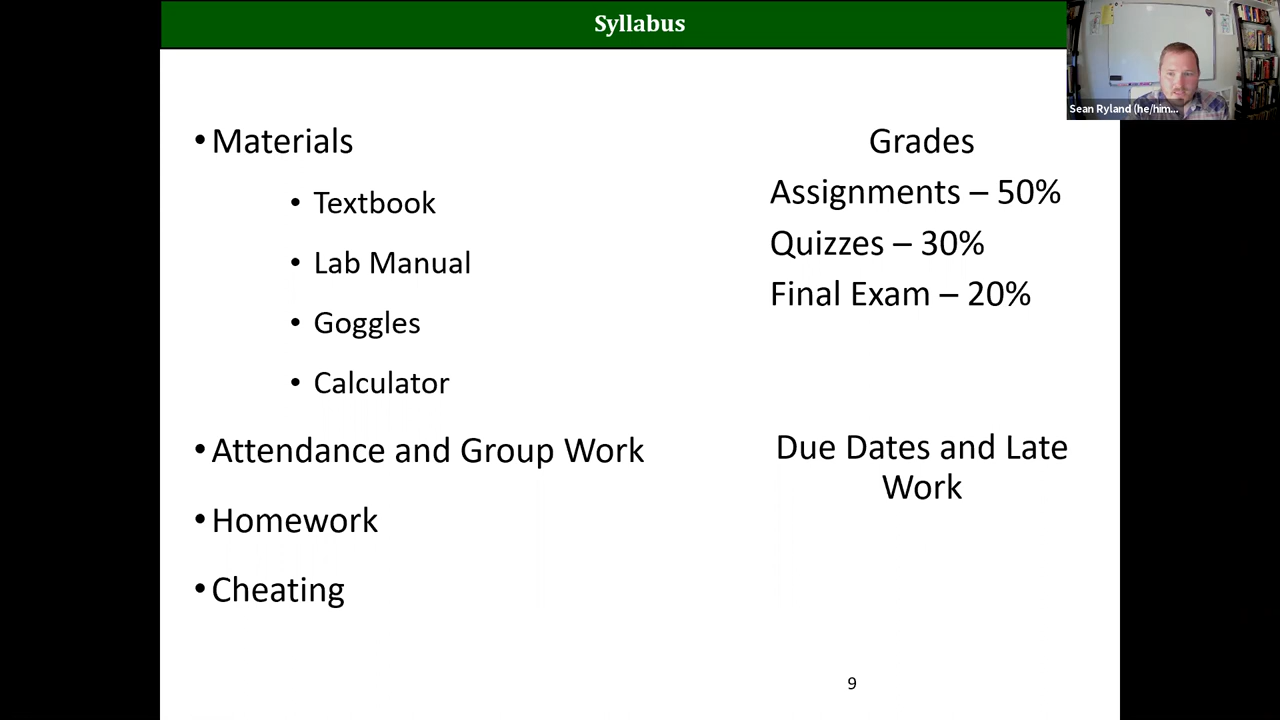 Syllabus
Sean Ryland (he/him...
• Materials
• Textbook
• Lab Manual
• Goggles
• Calculator
• Attendance and Group Work
• Homework
• Cheating
Grades
Assignments – 50%
Quizzes – 30%
Final Exam – 20%
Due Dates and Late
Work
9